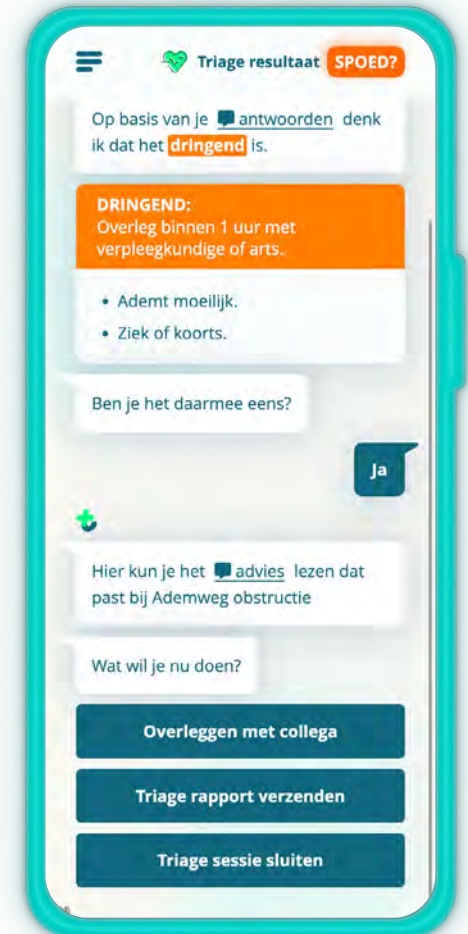 Triage resultaat SPOED?
Op basis van je antwoorden denk
ik dat het dringend is.
DRINGEND:
Overleg binnen 1 uur met
verpleegkundige of arts.
• Ademt moeilijk.
• Ziek of koorts.
Ben je het daarmee eens?
Ja
Hier kun je het advies lezen dat
past bij Ademweg obstructie
Wat wil je nu doen?
Overleggen met collega
Triage rapport verzenden
Triage sessie sluiten